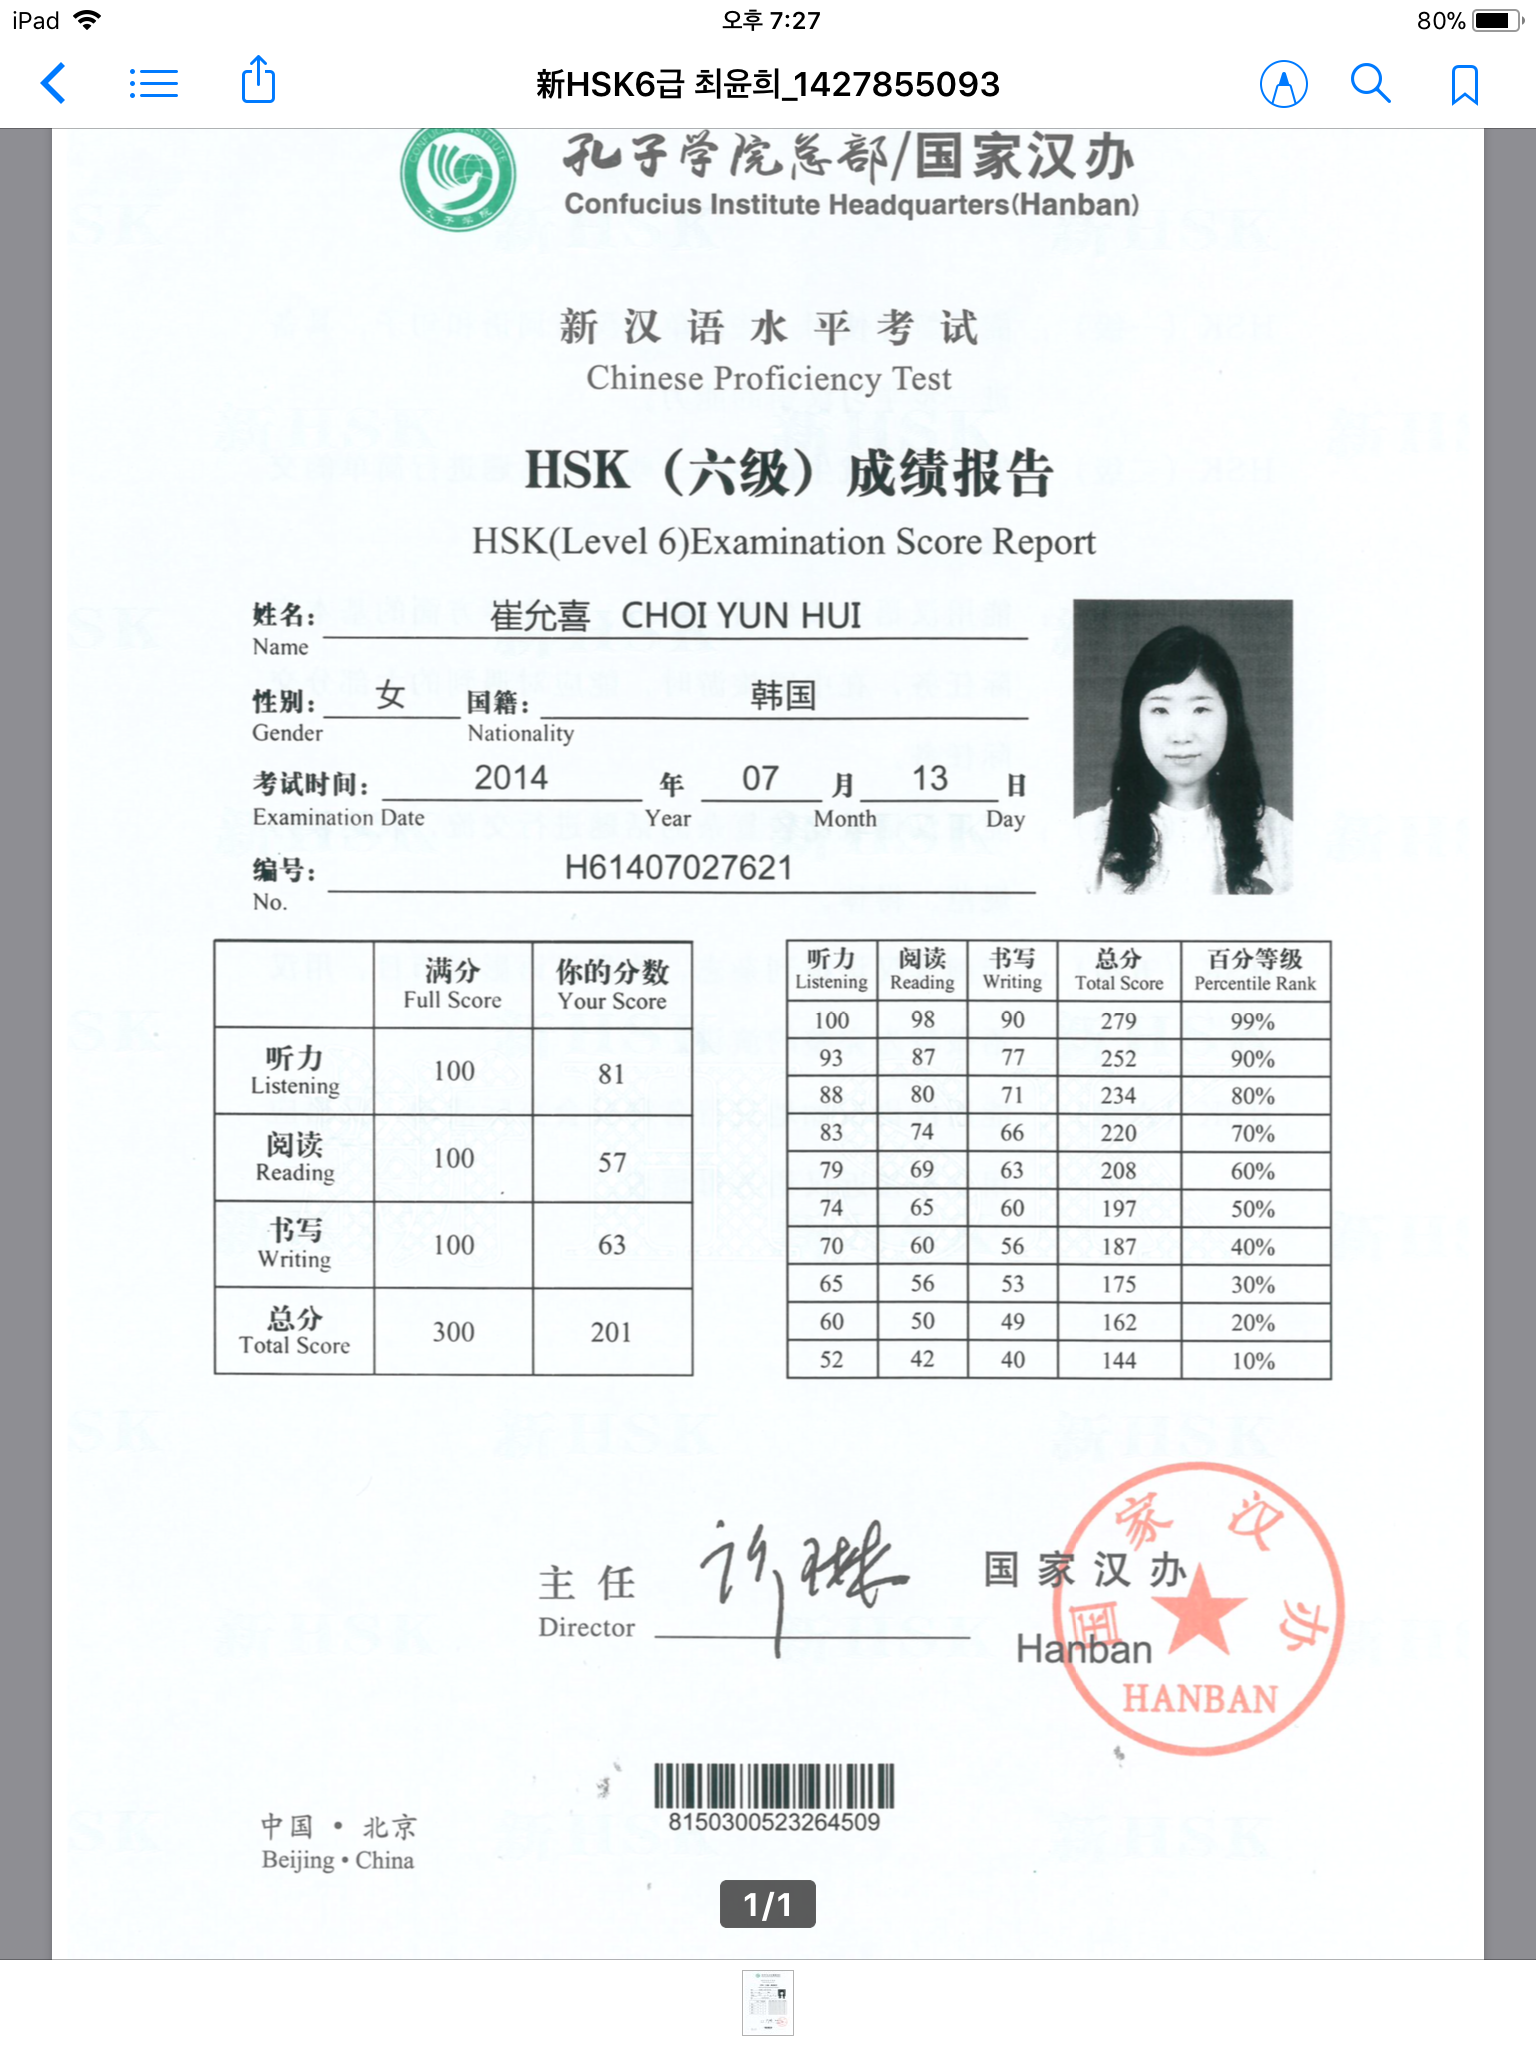 iPad 오후 7:27 80%
新HSK6급 최윤희_1427855093
CONFUCIUS INSTITUTE
孔子学院
孔子学院总部/国家汉办
Confucius Institute Headquarters(Hanban)
新汉语水平考试
Chinese Proficiency Test
HSK（六级）成绩报告
HSK(Level 6)Examination Score Report
姓名： 崔允喜 CHOI YUN HUI
Name
性别： 女 国籍： 韩国
Gender Nationality
考试时间： 2014 年 07 月 13 日
Examination Date Year Month Day
编号： H61407027621
No.
满分 你的分数
Full Score Your Score
听力 100 81
Listening
阅读 100 57
Reading
书写 100 63
Writing
总分 300 201
Total Score
听力 阅读 书写 总分 百分等级
Listening Reading Writing Total Score Percentile Rank
100 98 90 279 99%
93 87 77 252 90%
88 80 71 234 80%
83 74 66 220 70%
79 69 63 208 60%
74 65 60 197 50%
70 60 56 187 40%
65 56 53 175 30%
60 50 49 162 20%
52 42 40 144 10%
主任 许琳 国家汉办
Director Hanban
国家汉办
HANBAN
8150300523264509
中国・北京
Beijing・China
1/1